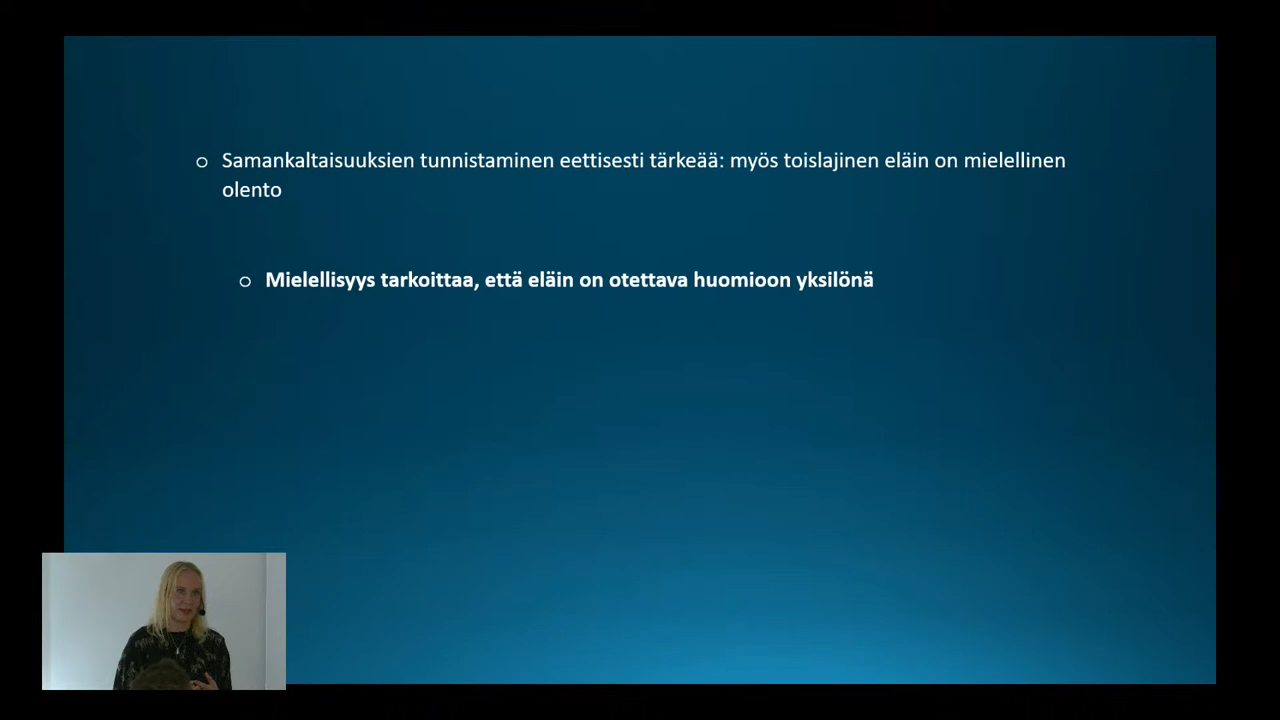 Samankaltaisuuksien tunnistaminen eettisesti tärkeää: myös toislajinen eläin on mielellinen
olento
Mielellisyys tarkoittaa, että eläin on otettava huomioon yksilönä